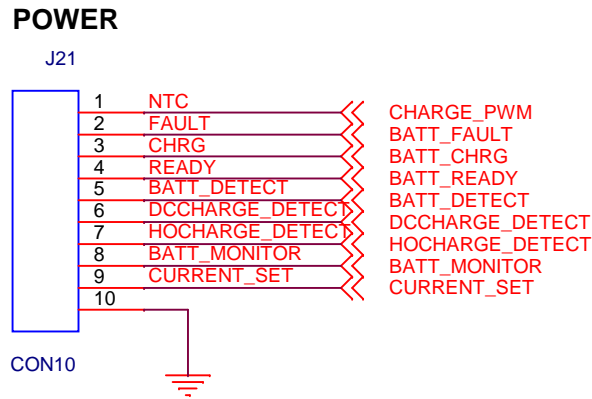 POWER
J21
1 NTC CHARGE_PWM
2 FAULT BATT_FAULT
3 CHRG BATT_CHRG
4 READY BATT_READY
5 BATT_DETECT BATT_DETECT
6 DCCHARGE_DETECT DCCHARGE_DETECT
7 HOCHARGE_DETECT HOCHARGE_DETECT
8 BATT_MONITOR BATT_MONITOR
9 CURRENT_SET CURRENT_SET
10
CON10